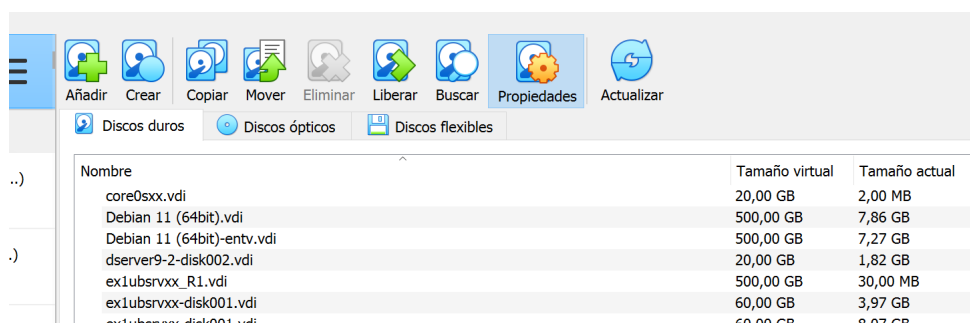 Añadir Crear Copiar Mover Eliminar Liberar Buscar Propiedades Actualizar
Discos duros Discos ópticos Discos flexibles
Nombre Tamaño virtual Tamaño actual
..)
core0sxx.vdi 20,00 GB 2,00 MB
Debian 11 (64bit).vdi 500,00 GB 7,86 GB
Debian 11 (64bit)-entv.vdi 500,00 GB 7,27 GB
.)
dserver9-2-disk002.vdi 20,00 GB 1,82 GB
ex1ubsrvxx_R1.vdi 500,00 GB 30,00 MB
ex1ubsrvxx-disk001.vdi 60,00 GB 3,97 GB